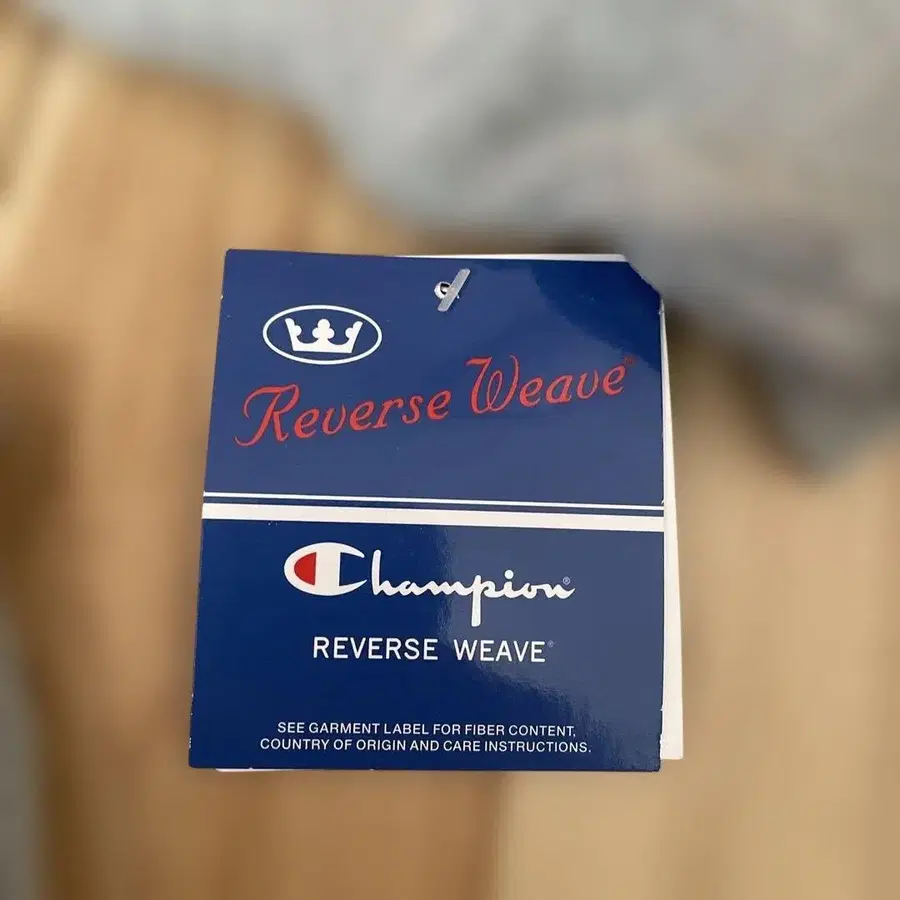 Reverse Weave®
Champion®
REVERSE WEAVE®
SEE GARMENT LABEL FOR FIBER CONTENT,
COUNTRY OF ORIGIN AND CARE INSTRUCTIONS.